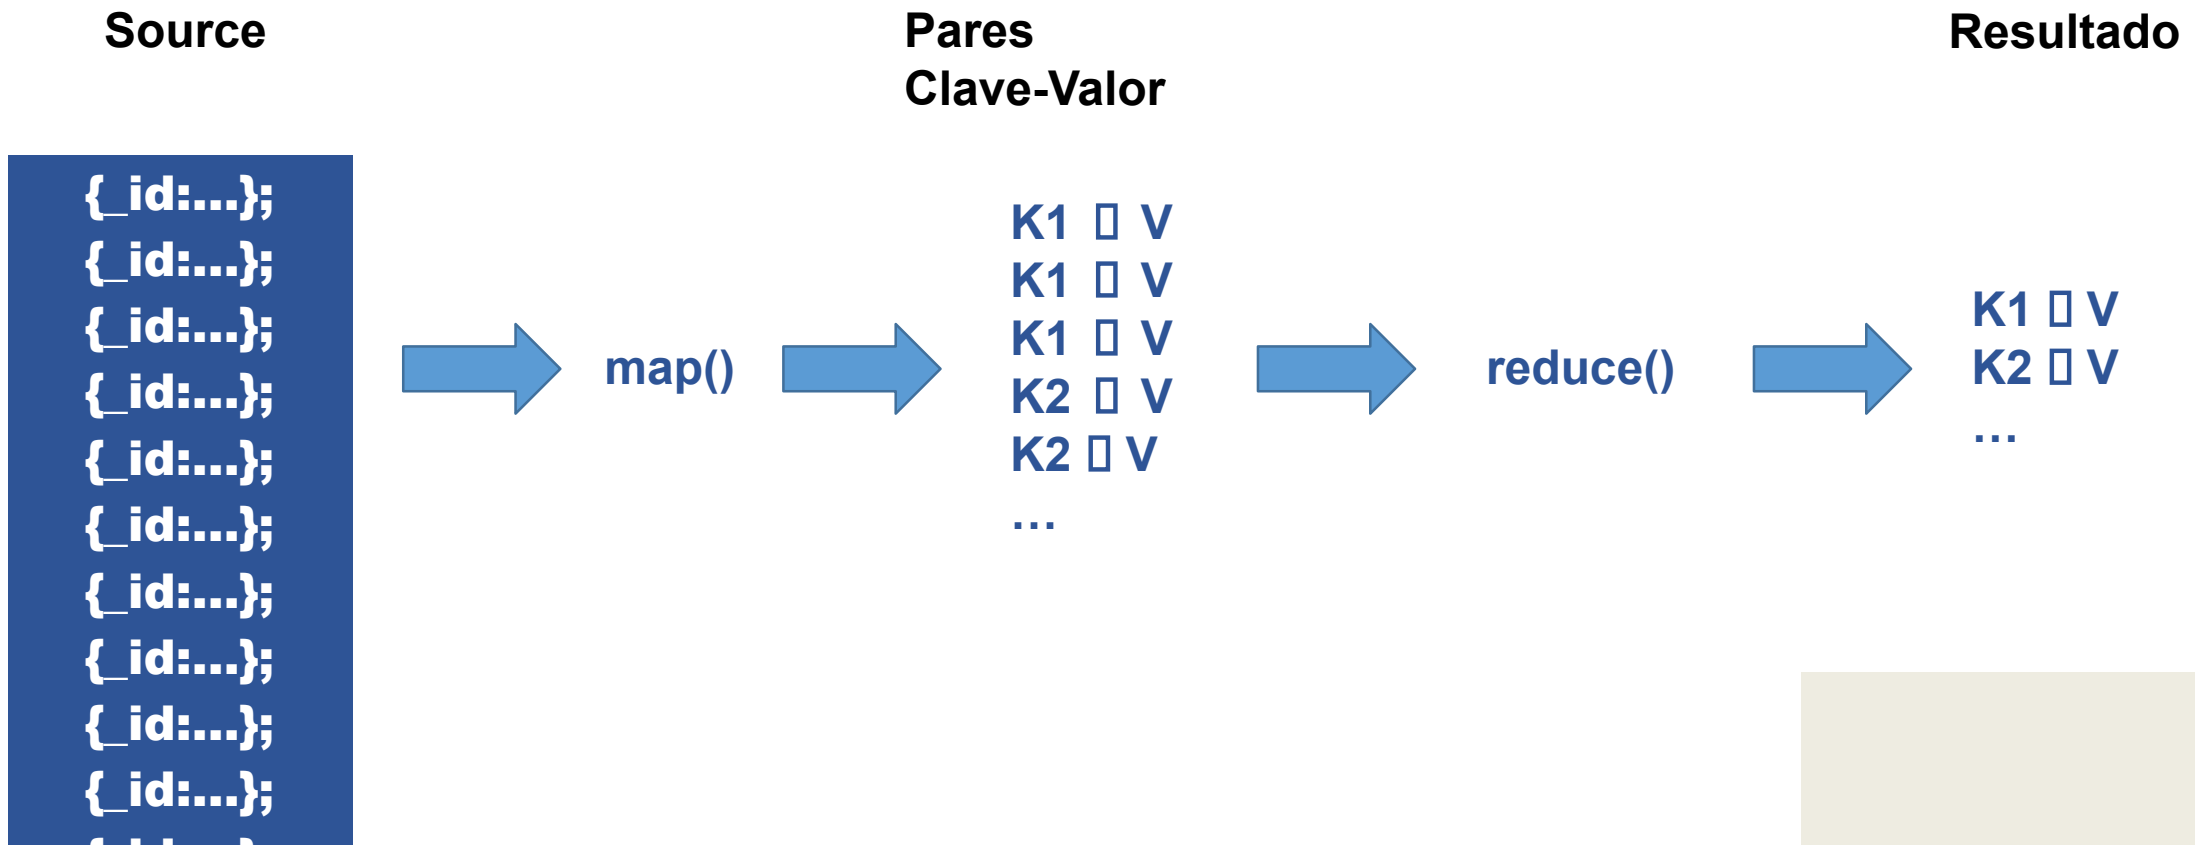 Source
Pares
Clave-Valor
Resultado
{_id:...};
{_id:...};
{_id:...};
{_id:...};
{_id:...};
{_id:...};
{_id:...};
{_id:...};
{_id:...};
{_id:...};
map()
K1 ▯ V
K1 ▯ V
K1 ▯ V
K2 ▯ V
K2 ▯ V
…
reduce()
K1 ▯ V
K2 ▯ V
…